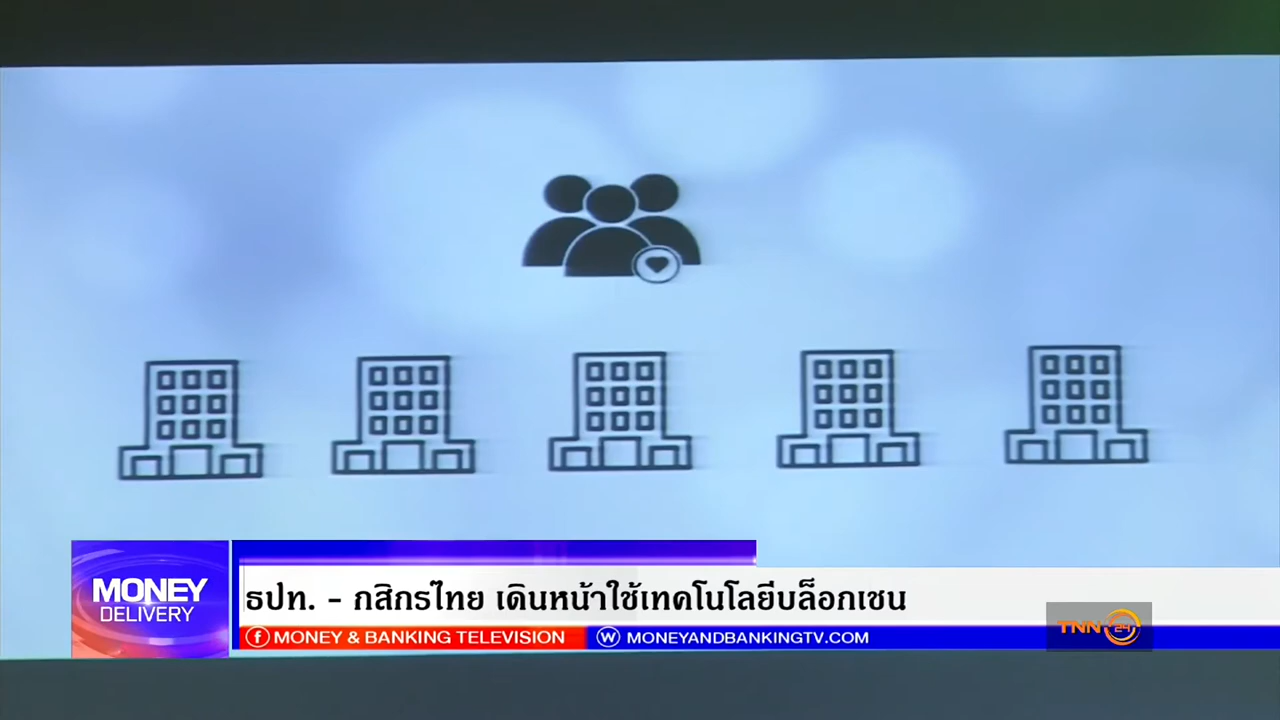 MONEY
DELIVERY
ธปท. - กสิกรไทย เดินหน้าใช้เทคโนโลยีบล็อกเชน
MONEY & BANKING TELEVISION
MONEYANDBANKINGTV.COM
TNN 24